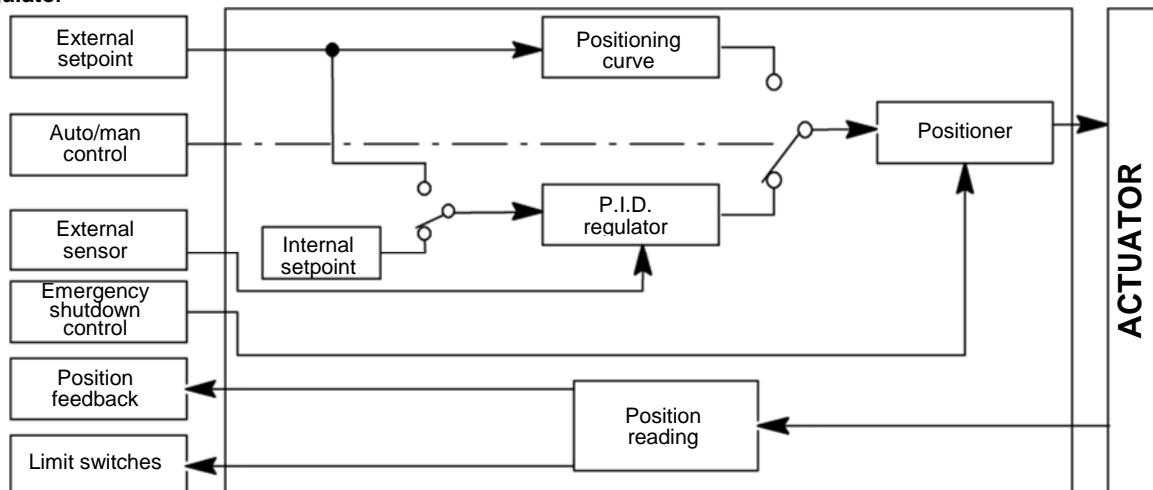 External
setpoint
Positioning
curve
Auto/man
control
Positioner
External
sensor
P.I.D.
regulator
Internal
setpoint
Emergency
shutdown
control
Position
feedback
Position
reading
Limit switches
ACTUATOR